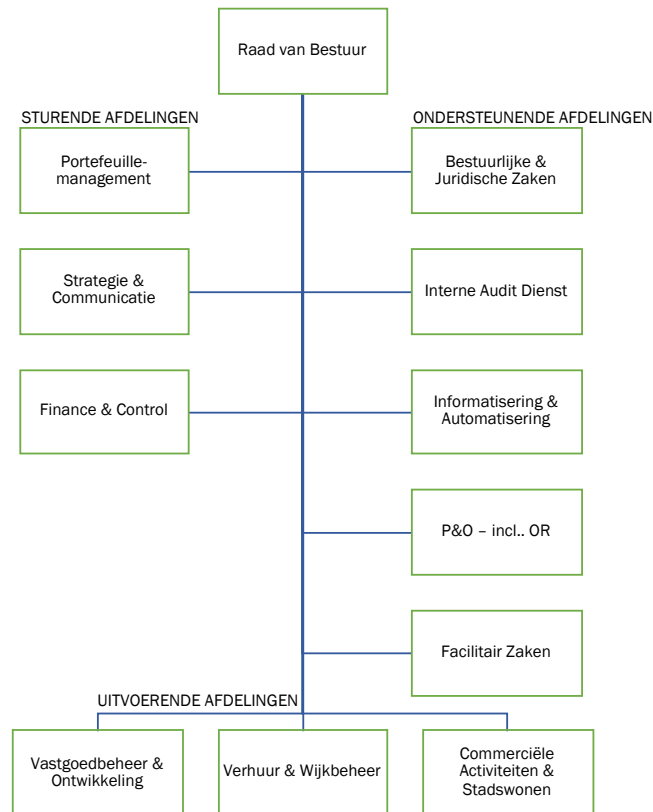 Raad van Bestuur
STURENDE AFDELINGEN
ONDERSTEUNENDE AFDELINGEN
Portefeuille-
management
Bestuurlijke &
Juridische Zaken
Strategie &
Communicatie
Interne Audit Dienst
Finance & Control
Informatisering &
Automatisering
P&O – incl.. OR
Facilitair Zaken
UITVOERENDE AFDELINGEN
Vastgoedbeheer &
Ontwikkeling
Verhuur & Wijkbeheer
Commerciële
Activiteiten &
Stadswonen